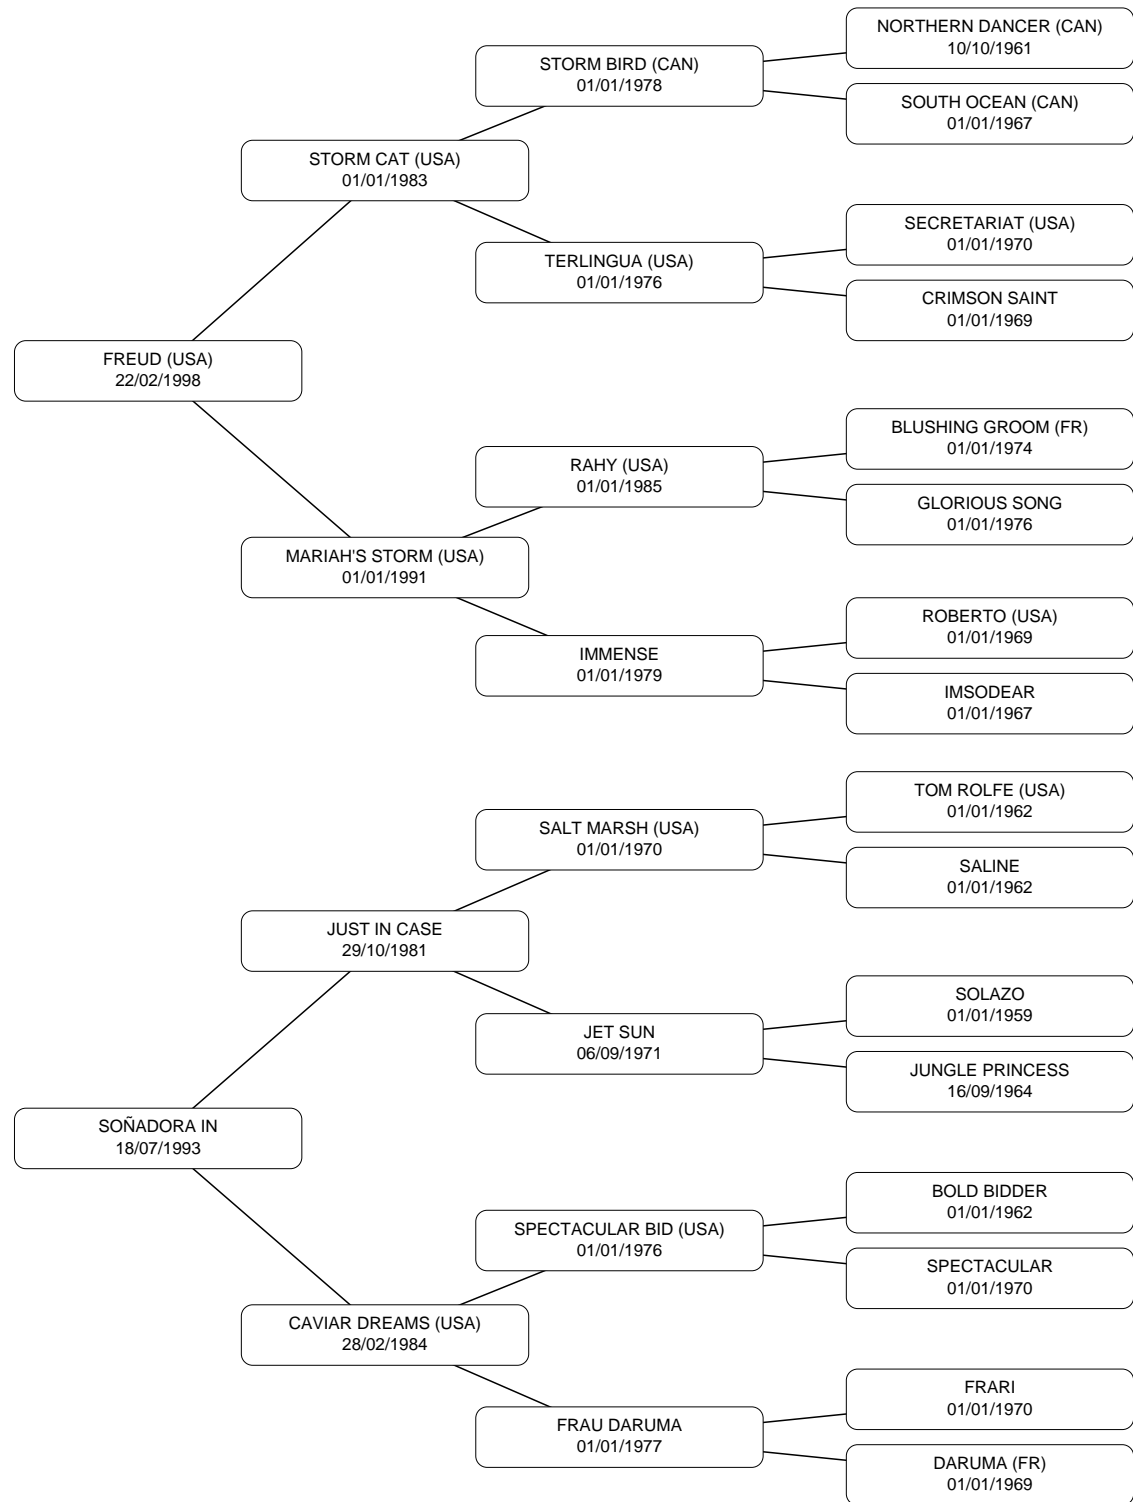 NORTHERN DANCER (CAN)
10/10/1961
STORM BIRD (CAN)
01/01/1978
SOUTH OCEAN (CAN)
01/01/1967
STORM CAT (USA)
01/01/1983
SECRETARIAT (USA)
01/01/1970
TERLINGUA (USA)
01/01/1976
CRIMSON SAINT
01/01/1969
FREUD (USA)
22/02/1998
BLUSHING GROOM (FR)
01/01/1974
RAHY (USA)
01/01/1985
GLORIOUS SONG
01/01/1976
MARIAH'S STORM (USA)
01/01/1991
ROBERTO (USA)
01/01/1969
IMMENSE
01/01/1979
IMSODEAR
01/01/1967
TOM ROLFE (USA)
01/01/1962
SALT MARSH (USA)
01/01/1970
SALINE
01/01/1962
JUST IN CASE
29/10/1981
SOLAZO
01/01/1959
JET SUN
06/09/1971
JUNGLE PRINCESS
16/09/1964
SOÑADORA IN
18/07/1993
BOLD BIDDER
01/01/1962
SPECTACULAR BID (USA)
01/01/1976
SPECTACULAR
01/01/1970
CAVIAR DREAMS (USA)
28/02/1984
FRARI
01/01/1970
FRAU DARUMA
01/01/1977
DARUMA (FR)
01/01/1969